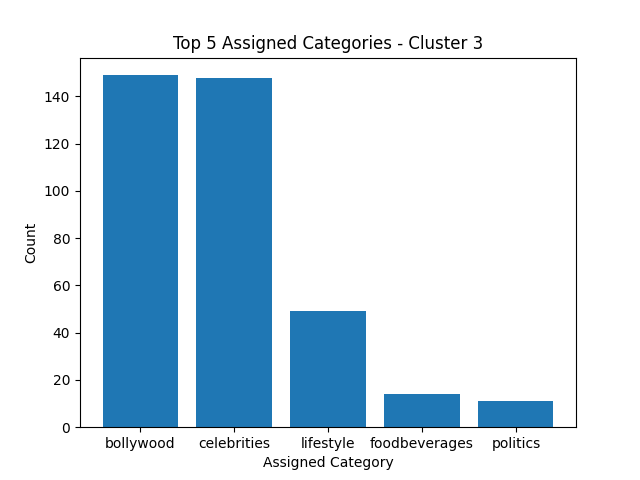 Top 5 Assigned Categories - Cluster 3
140
120
100
80
60
40
20
0
Count
bollywood celebrities lifestyle foodbeverages politics
Assigned Category